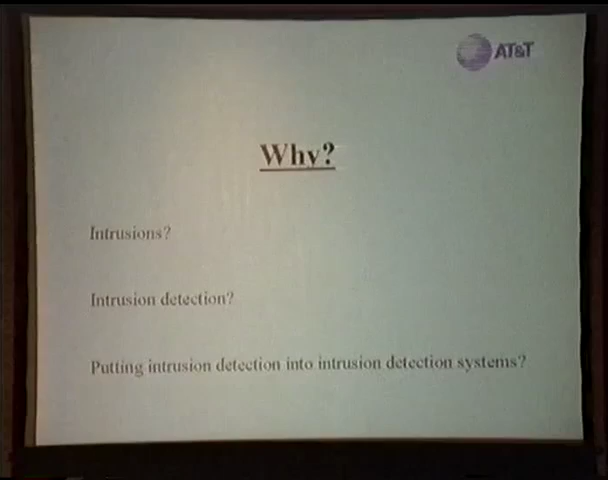 AT&T
Why?
Intrusions?
Intrusion detection?
Putting intrusion detection into intrusion detection systems?